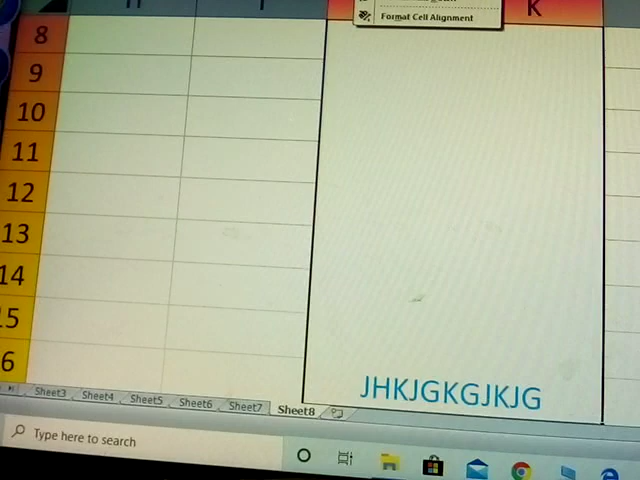 Format Cell Alignment
K
8
9
10
11
12
13
14
15
6
JHKJGKGJKJG
Sheet3 Sheet4 Sheet5 Sheet6 Sheet7 Sheet8
Type here to search